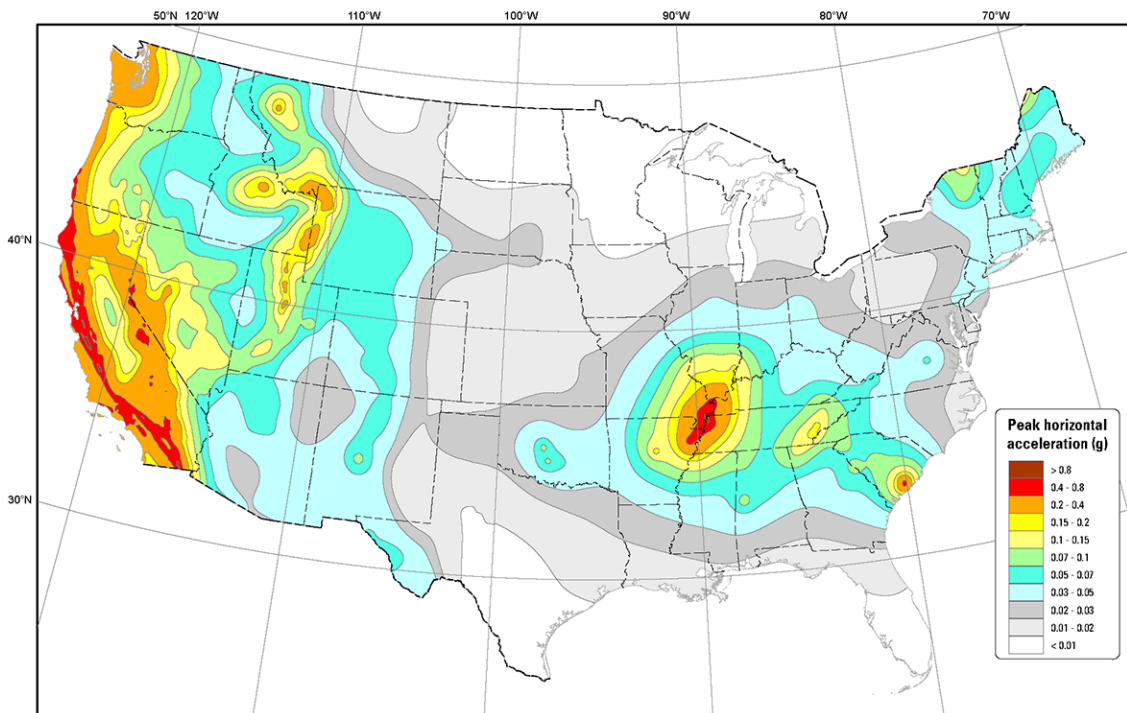 50°N 120°W 110°W 100°W 90°W 80°W 70°W
40°N
30°N
Peak horizontal
acceleration (g)
> 0.8
0.4 - 0.8
0.2 - 0.4
0.15 - 0.2
0.1 - 0.15
0.07 - 0.1
0.05 - 0.07
0.03 - 0.05
0.02 - 0.03
0.01 - 0.02
< 0.01